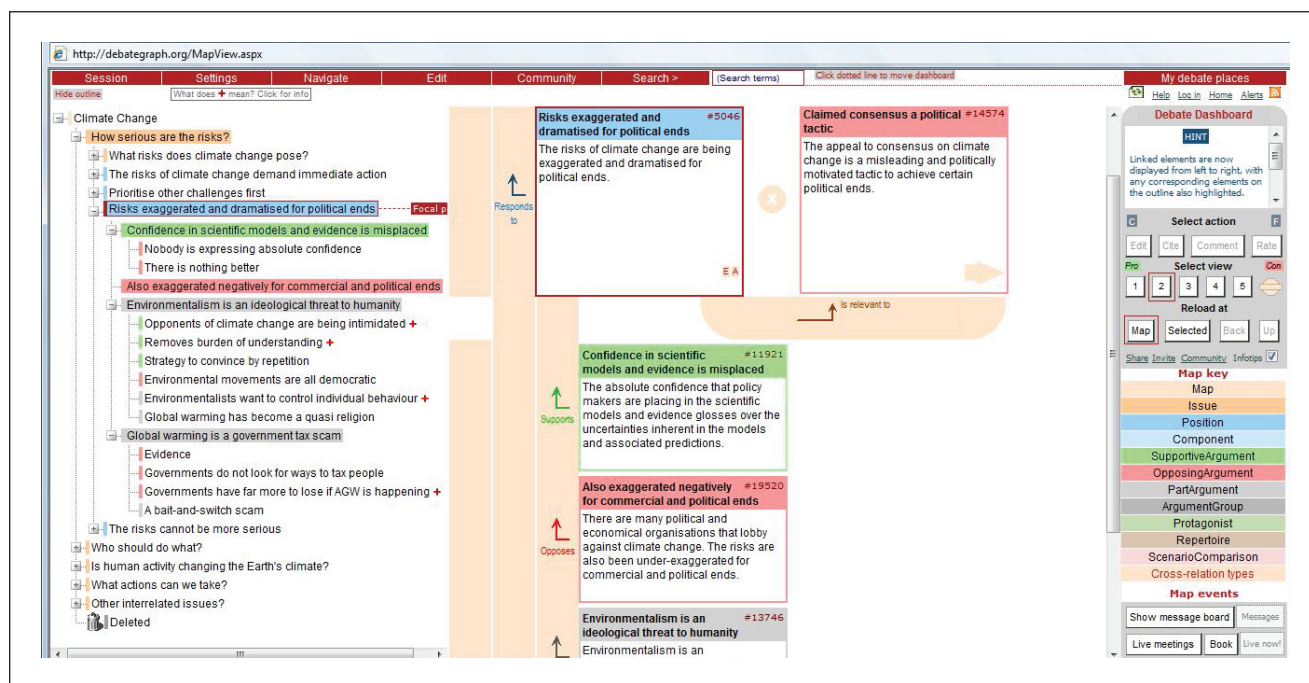 http://debategraph.org/MapView.aspx
Session Settings Navigate Edit Community Search > (Search terms) Click dotted line to move dashboard My debate places
Hide outline What does + mean? Click for info
Help Log in Home Alerts
Climate Change
How serious are the risks?
What risks does climate change pose?
The risks of climate change demand immediate action
Prioritise other challenges first
Risks exaggerated and dramatised for political ends Focal p
Confidence in scientific models and evidence is misplaced
Nobody is expressing absolute confidence
There is nothing better
Also exaggerated negatively for commercial and political ends
Environmentalism is an ideological threat to humanity
Opponents of climate change are being intimidated +
Removes burden of understanding +
Strategy to convince by repetition
Environmental movements are all democratic
Environmentalists want to control individual behaviour +
Global warming has become a quasi religion
Global warming is a government tax scam
Evidence
Governments do not look for ways to tax people
Governments have far more to lose if AGW is happening +
A bait-and-switch scam
The risks cannot be more serious
Who should do what?
Is human activity changing the Earth's climate?
What actions can we take?
Other interrelated issues?
Deleted
Responds
to
Risks exaggerated and #5046
dramatised for political ends
The risks of climate change are being
exaggerated and dramatised for
political ends.
E A
X
Claimed consensus a political #14574
tactic
The appeal to consensus on climate
change is a misleading and politically
motivated tactic to achieve certain
political ends.
Is relevant to
Supports
Confidence in scientific #11921
models and evidence is misplaced
The absolute confidence that policy
makers are placing in the scientific
models and evidence glosses over the
uncertainties inherent in the models
and associated predictions.
Opposes
Also exaggerated negatively #19520
for commercial and political ends
There are many political and
economical organisations that lobby
against climate change. The risks are
also been under-exaggerated for
commercial and political ends.
Environmentalism is an #13746
ideological threat to humanity
Environmentalism is an
Debate Dashboard
HINT
Linked elements are now
displayed from left to right, with
any corresponding elements on
the outline also highlighted.
C Select action F
Edit Cite Comment Rate
Pro Select view Con
1 2 3 4 5
Reload at
Map Selected Back Up
Share Invite Community Infotips
Map key
Map
Issue
Position
Component
SupportiveArgument
OpposingArgument
PartArgument
ArgumentGroup
Protagonist
Repertoire
ScenarioComparison
Cross-relation types
Map events
Show message board Messages
Live meetings Book Live now!